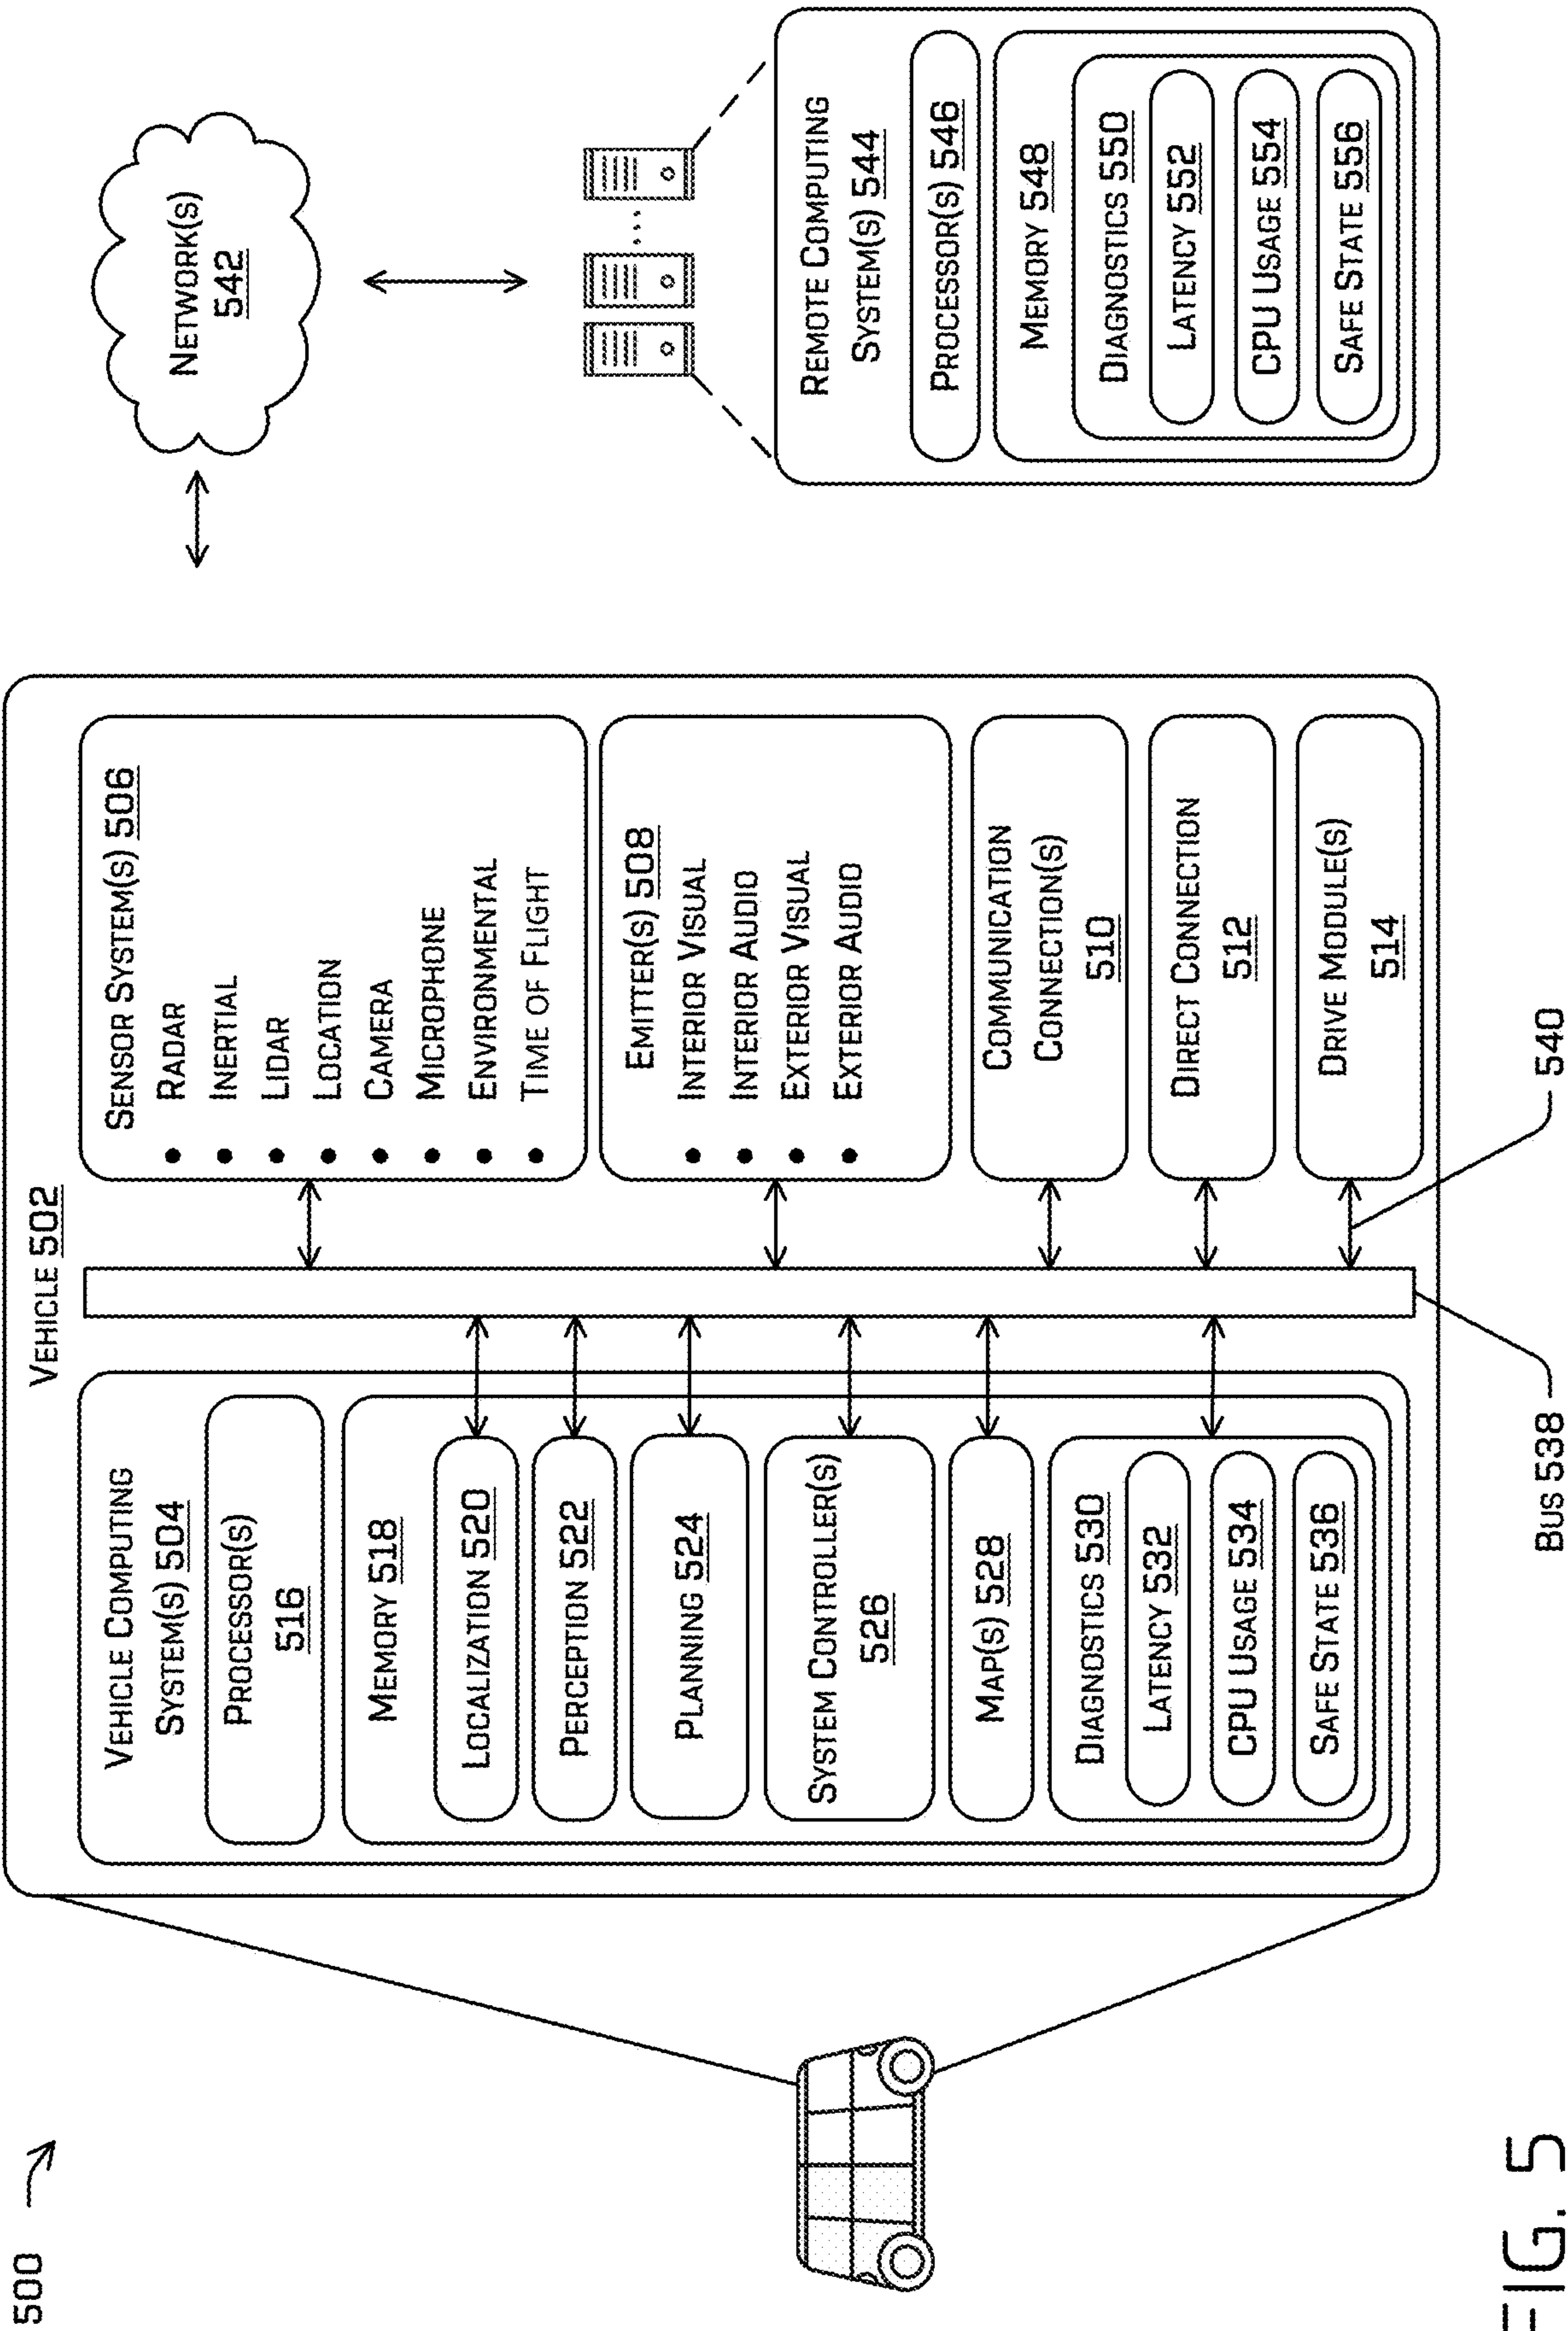 500
VEHICLE 502
VEHICLE COMPUTING
SYSTEM(S) 504
PROCESSOR(S)
516
MEMORY 518
LOCALIZATION 520
PERCEPTION 522
PLANNING 524
SYSTEM CONTROLLER(S)
526
MAP(S) 528
DIAGNOSTICS 530
LATENCY 532
CPU USAGE 534
SAFE STATE 536
SENSOR SYSTEM(S) 506
• RADAR
• INERTIAL
• LIDAR
• LOCATION
• CAMERA
• MICROPHONE
• ENVIRONMENTAL
• TIME OF FLIGHT
EMITTER(S) 508
• INTERIOR VISUAL
• INTERIOR AUDIO
• EXTERIOR VISUAL
• EXTERIOR AUDIO
COMMUNICATION
CONNECTION(S)
510
DIRECT CONNECTION
512
DRIVE MODULE(S)
514
BUS 538
540
NETWORK(S)
542
...
REMOTE COMPUTING
SYSTEM(S) 544
PROCESSOR(S) 546
MEMORY 548
DIAGNOSTICS 550
LATENCY 552
CPU USAGE 554
SAFE STATE 556
FIG. 5